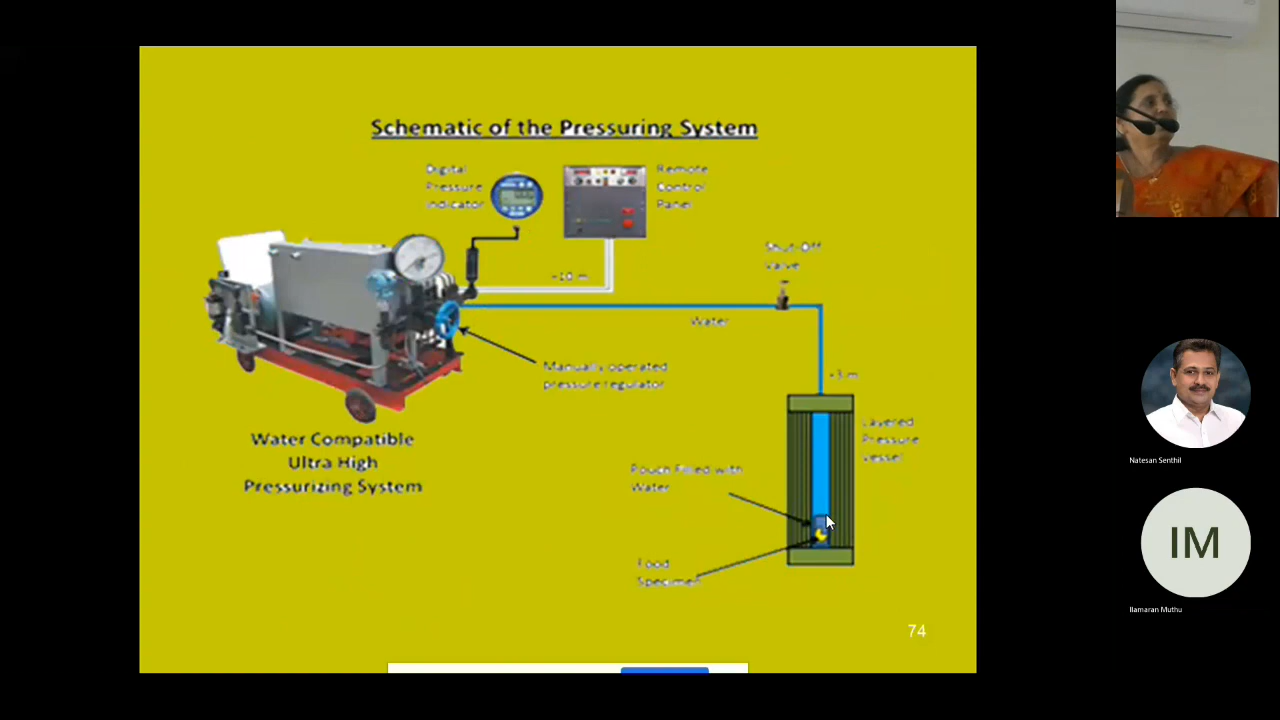 Schematic of the Pressuring System
Digital
Pressure
Indicator
Remote
Control
Panel
Shut-Off
Valve
~10 m
Water
Manually operated
pressure regulator
~3 m
Water Compatible
Ultra High
Pressurizing System
Layered
Pressure
Vessel
Pouch Filled with
Water
Food
Specimen
74
Natesan Senthil
IM
Ilamaran Muthu